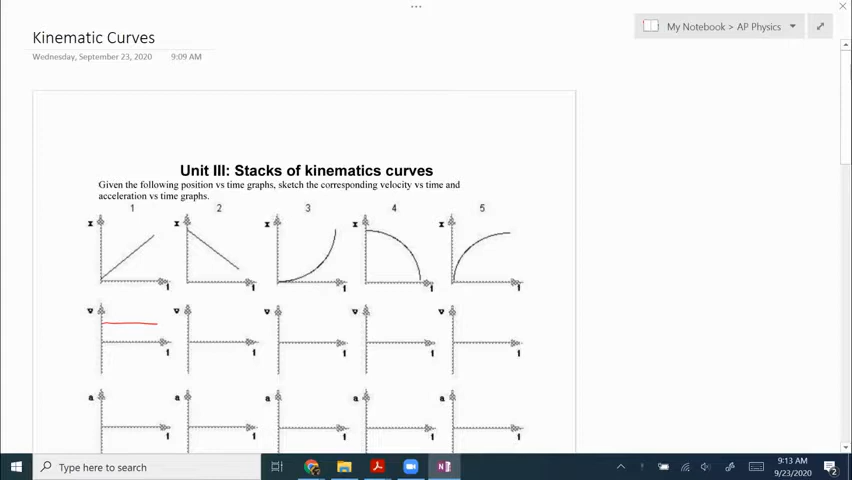 ...
My Notebook > AP Physics
Kinematic Curves
Wednesday, September 23, 2020 9:09 AM
Unit III: Stacks of kinematics curves
Given the following position vs time graphs, sketch the corresponding velocity vs time and
acceleration vs time graphs.
1 2 3 4 5
x x x x x
t t t t t
v v v v v
t t t t t
a a a a a
t t t t t
Type here to search
9:13 AM
9/23/2020
2